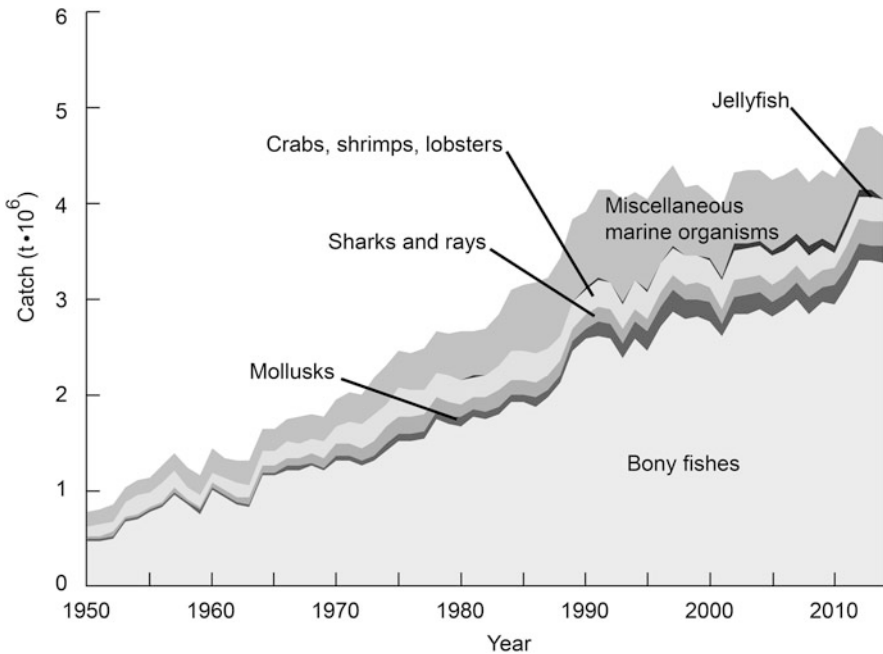 6
5
4
3
2
1
0
Catch (t•10⁶)
Jellyfish
Crabs, shrimps, lobsters
Miscellaneous
marine organisms
Sharks and rays
Mollusks
Bony fishes
1950 1960 1970 1980 1990 2000 2010
Year